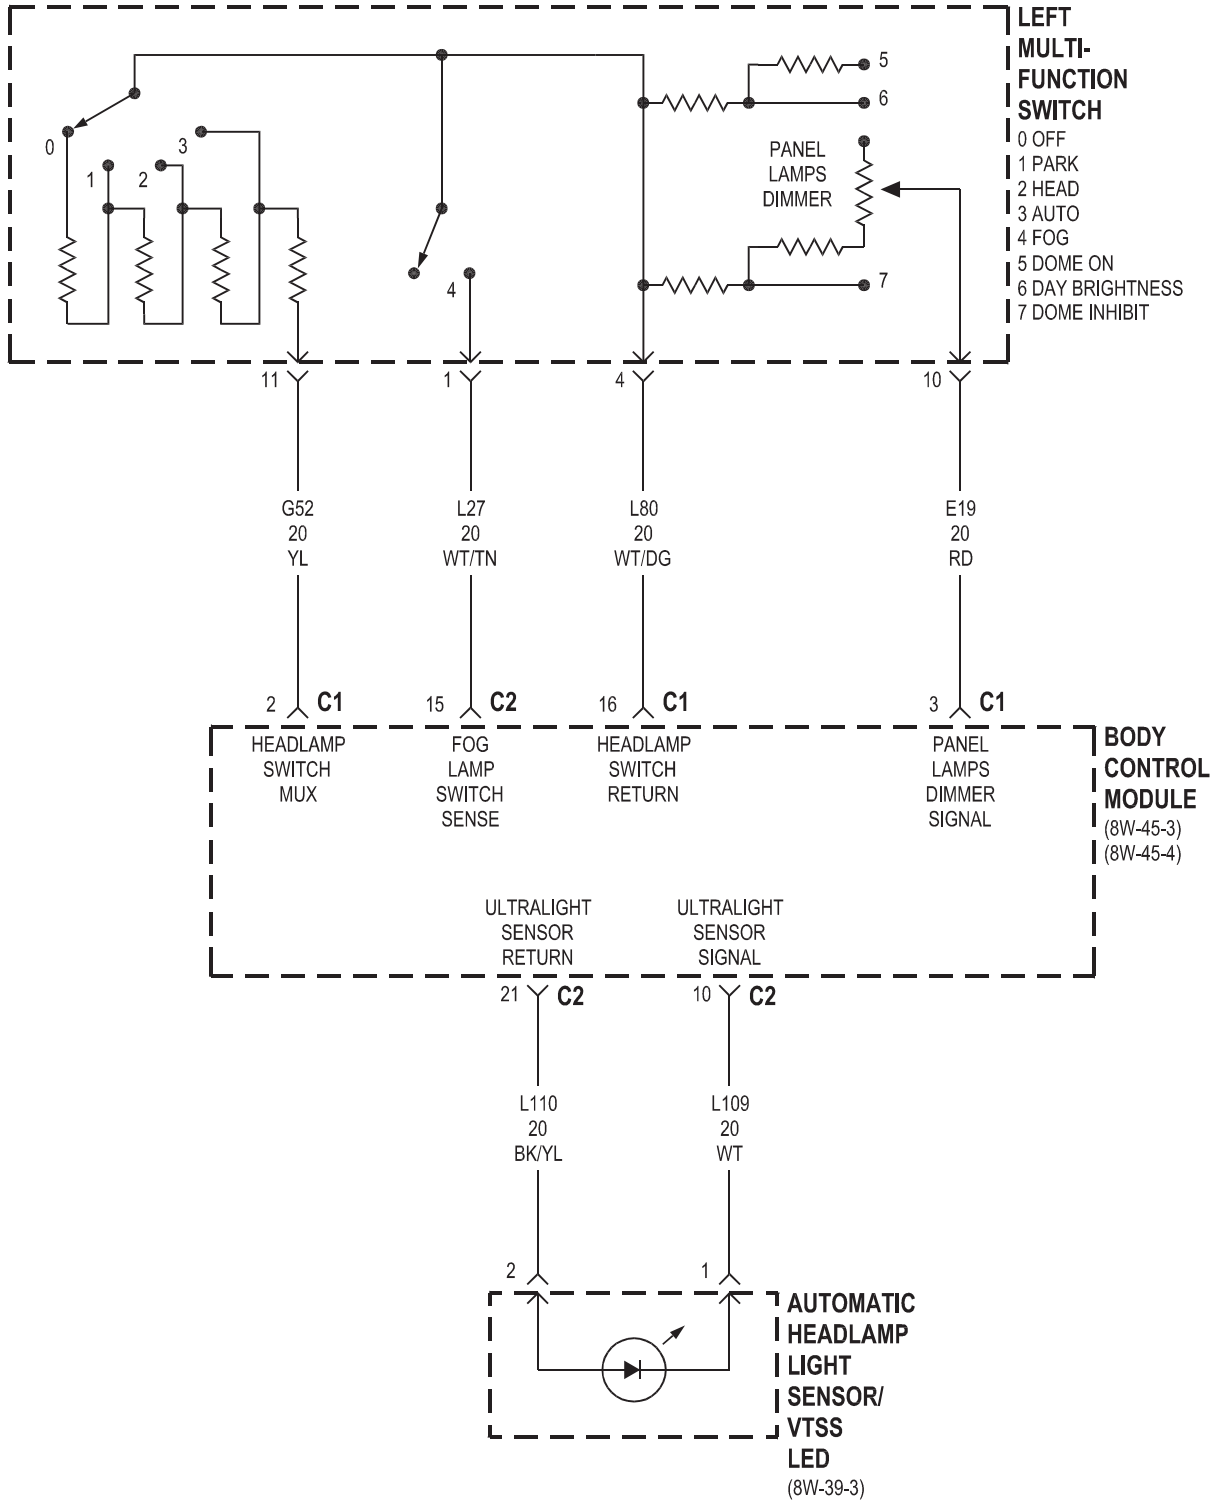 LEFT
MULTI-
FUNCTION
SWITCH
0 OFF
1 PARK
2 HEAD
3 AUTO
4 FOG
5 DOME ON
6 DAY BRIGHTNESS
7 DOME INHIBIT
5
6
0
3
1
2
PANEL
LAMPS
DIMMER
4
7
11
1
4
10
G52
20
YL
L27
20
WT/TN
L80
20
WT/DG
E19
20
RD
2 C1
15 C2
16 C1
3 C1
HEADLAMP
SWITCH
MUX
FOG
LAMP
SWITCH
SENSE
HEADLAMP
SWITCH
RETURN
PANEL
LAMPS
DIMMER
SIGNAL
BODY
CONTROL
MODULE
(8W-45-3)
(8W-45-4)
ULTRALIGHT
SENSOR
RETURN
ULTRALIGHT
SENSOR
SIGNAL
21 C2
10 C2
L110
20
BK/YL
L109
20
WT
2
1
AUTOMATIC
HEADLAMP
LIGHT
SENSOR/
VTSS
LED
(8W-39-3)